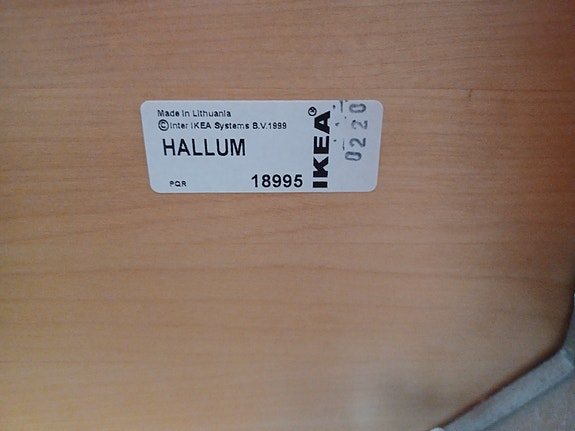 Made in Lithuania
©Inter IKEA Systems B.V.1999
HALLUM
PQR
18995
IKEA®
0220